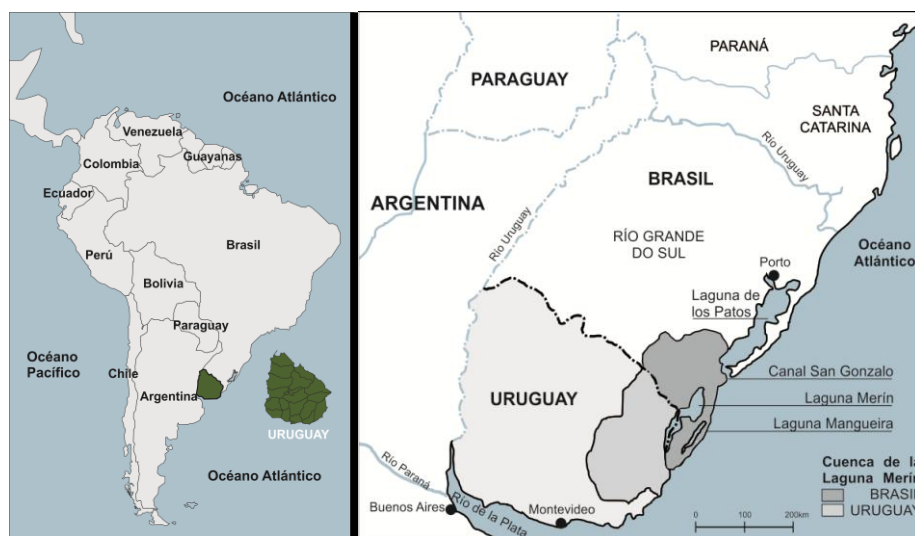 Océano Atlántico
Venezuela
Guayanas
Colombia
Ecuador
Brasil
Perú
Bolivia
Paraguay
Océano
Pacífico
Chile
Argentina
URUGUAY
Océano Atlántico
PARANÁ
PARAGUAY
SANTA
CATARINA
Río Uruguay
BRASIL
ARGENTINA
Río Uruguay
RÍO GRANDE
DO SUL
Océano
Atlántico
Porto
Laguna de
los Patos
Canal San Gonzalo
Laguna Merín
URUGUAY
Laguna Mangueira
Río Paraná
Cuenca de la
Laguna Merín
BRASIL
URUGUAY
Buenos Aires
Río de la Plata
Montevideo
0 100 200km